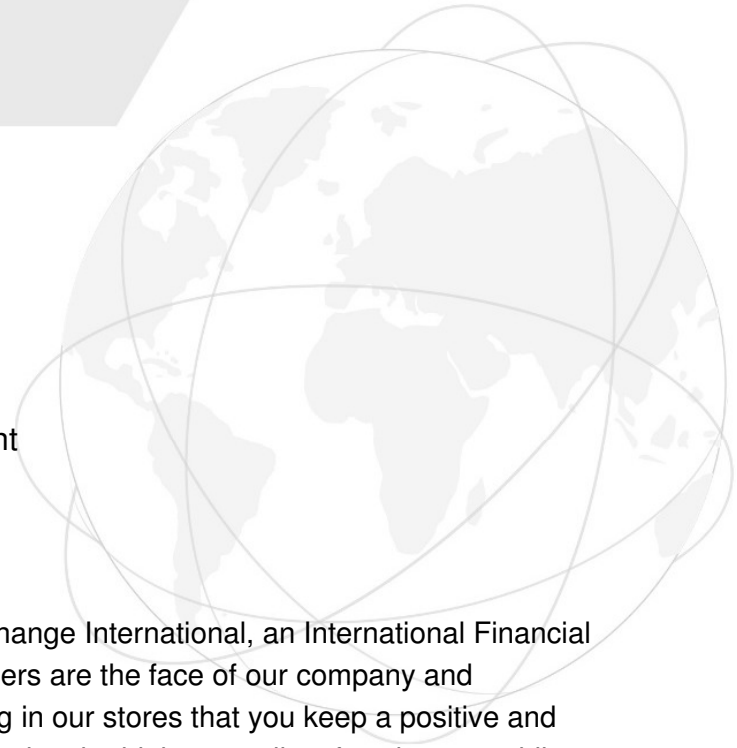 nt
hange International, an International Financial
ers are the face of our company and
g in our stores that you keep a positive and